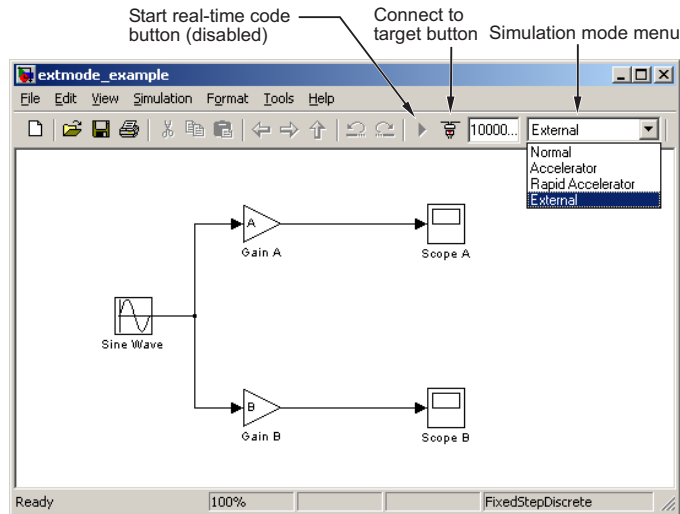 Start real-time code
button (disabled)
Connect to
target button
Simulation mode menu
extmode_example
File Edit View Simulation Format Tools Help
10000... External
Normal
Accelerator
Rapid Accelerator
External
A
Gain A
Scope A
Sine Wave
B
Gain B
Scope B
Ready 100% FixedStepDiscrete